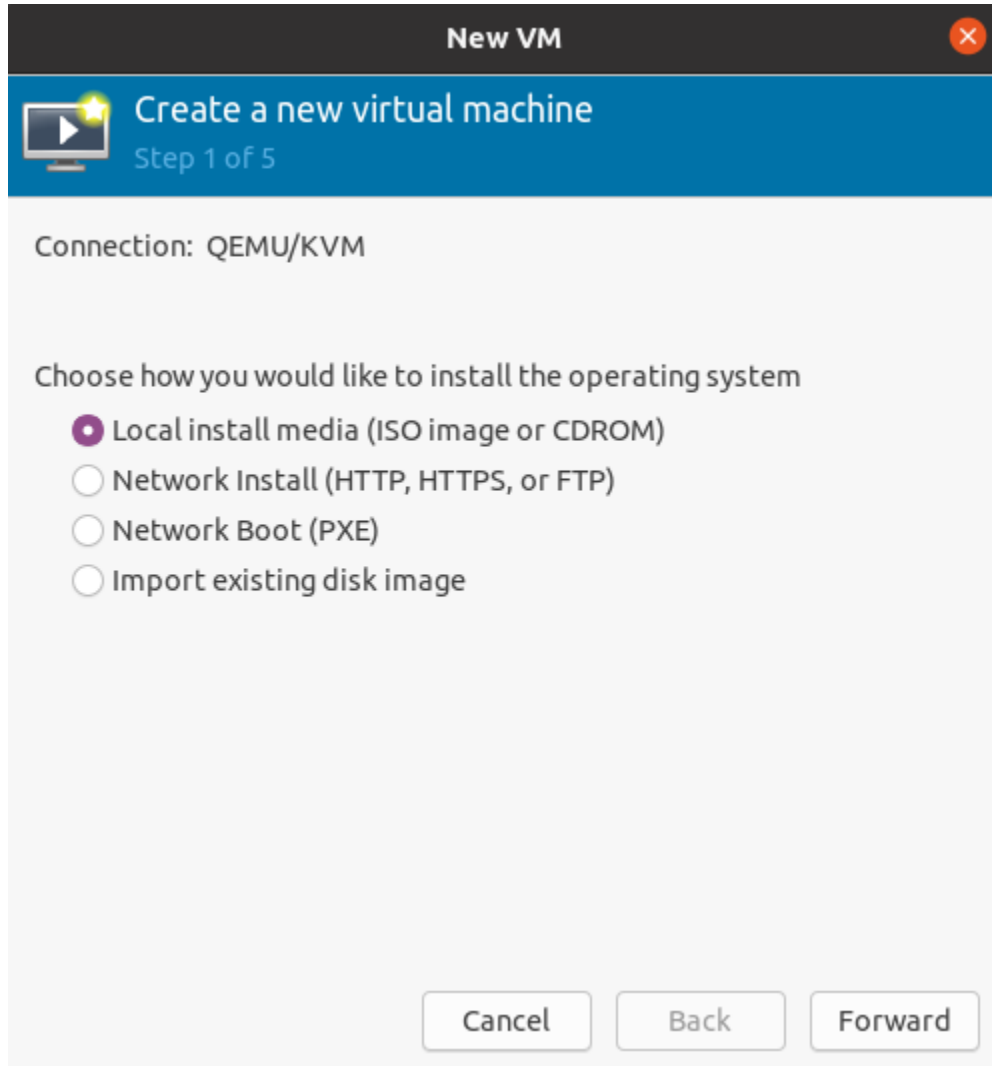 New VM
Create a new virtual machine
Step 1 of 5
Connection: QEMU/KVM
Choose how you would like to install the operating system
Local install media (ISO image or CDROM)
Network Install (HTTP, HTTPS, or FTP)
Network Boot (PXE)
Import existing disk image
Cancel Back Forward